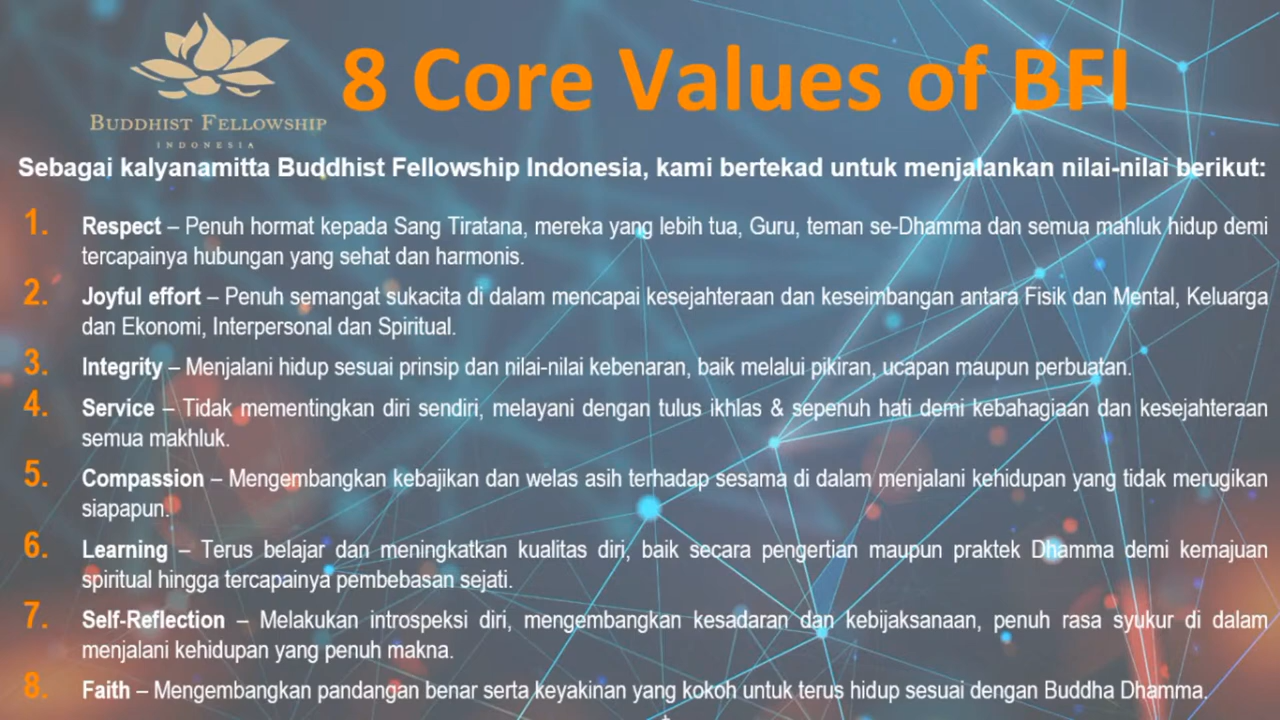 BUDDHIST FELLOWSHIP
INDONESIA
8 Core Values of BFI
Sebagai kalyanamitta Buddhist Fellowship Indonesia, kami bertekad untuk menjalankan nilai-nilai berikut:
1. Respect – Penuh hormat kepada Sang Tiratana, mereka yang lebih tua, Guru, teman se-Dhamma dan semua mahluk hidup demi
tercapainya hubungan yang sehat dan harmonis.
2. Joyful effort – Penuh semangat sukacita di dalam mencapai kesejahteraan dan keseimbangan antara Fisik dan Mental, Keluarga
dan Ekonomi, Interpersonal dan Spiritual.
3. Integrity – Menjalani hidup sesuai prinsip dan nilai-nilai kebenaran, baik melalui pikiran, ucapan maupun perbuatan.
4. Service – Tidak mementingkan diri sendiri, melayani dengan tulus ikhlas & sepenuh hati demi kebahagiaan dan kesejahteraan
semua makhluk.
5. Compassion – Mengembangkan kebajikan dan welas asih terhadap sesama di dalam menjalani kehidupan yang tidak merugikan
siapapun.
6. Learning – Terus belajar dan meningkatkan kualitas diri, baik secara pengertian maupun praktek Dhamma demi kemajuan
spiritual hingga tercapainya pembebasan sejati.
7. Self-Reflection – Melakukan introspeksi diri, mengembangkan kesadaran dan kebijaksanaan, penuh rasa syukur di dalam
menjalani kehidupan yang penuh makna.
8. Faith – Mengembangkan pandangan benar serta keyakinan yang kokoh untuk terus hidup sesuai dengan Buddha Dhamma.